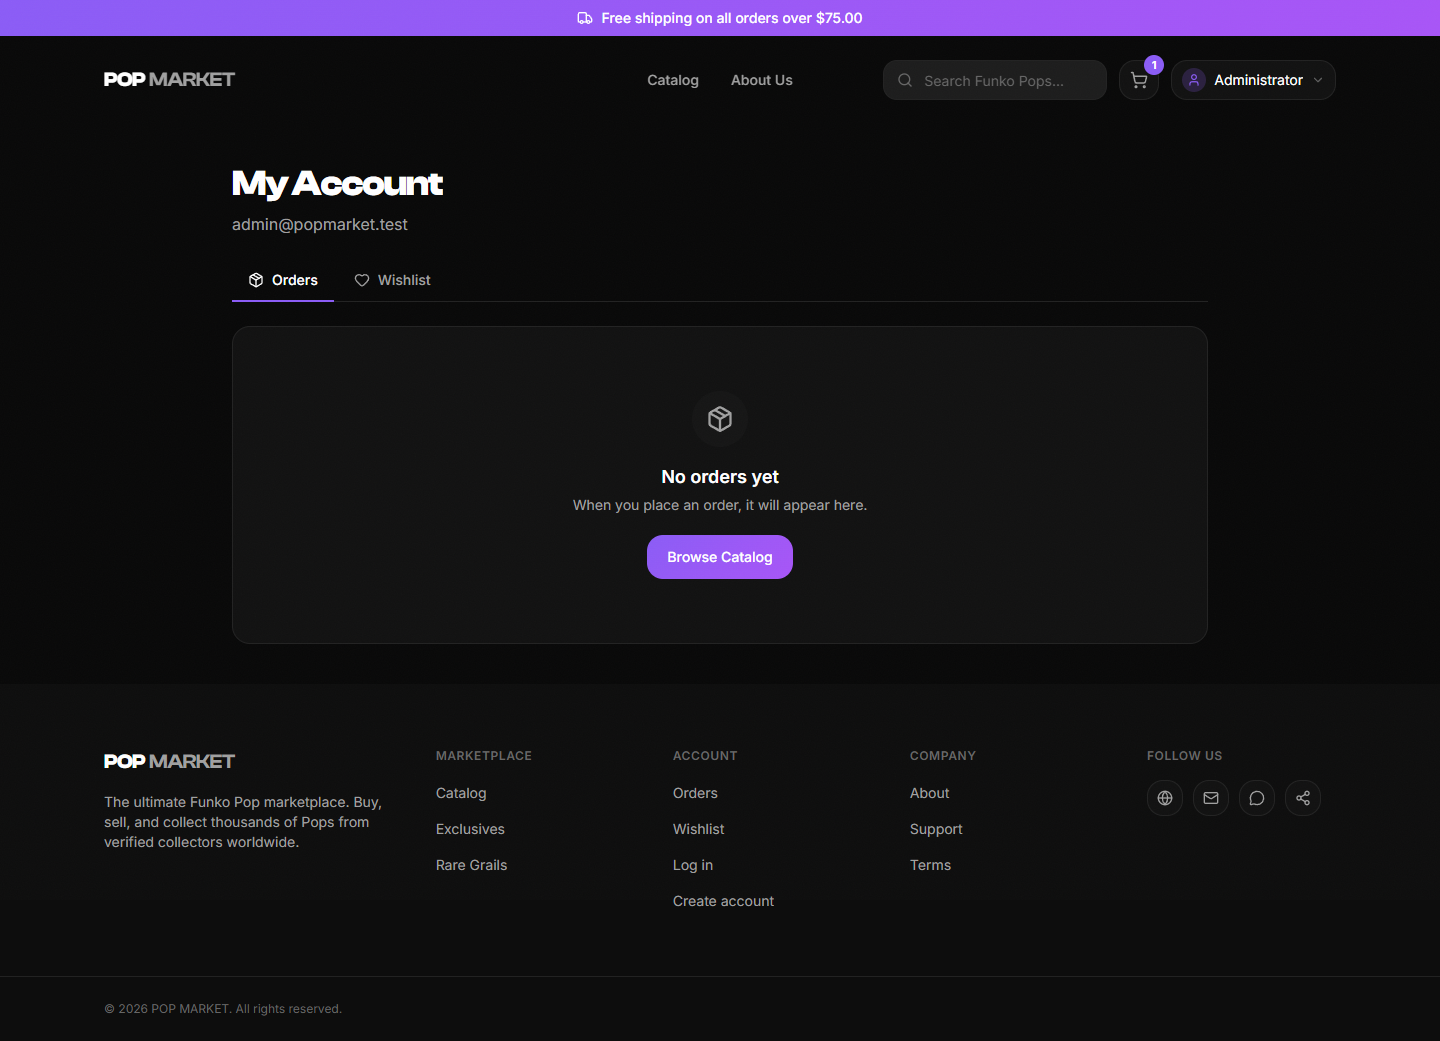 Free shipping on all orders over $75.00
POP MARKET
Catalog
About Us
Search Funko Pops...
1
Administrator
My Account
admin@popmarket.test
Orders
Wishlist
No orders yet
When you place an order, it will appear here.
Browse Catalog
POP MARKET
The ultimate Funko Pop marketplace. Buy,
sell, and collect thousands of Pops from
verified collectors worldwide.
MARKETPLACE
Catalog
Exclusives
Rare Grails
ACCOUNT
Orders
Wishlist
Log in
Create account
COMPANY
About
Support
Terms
FOLLOW US
© 2026 POP MARKET. All rights reserved.